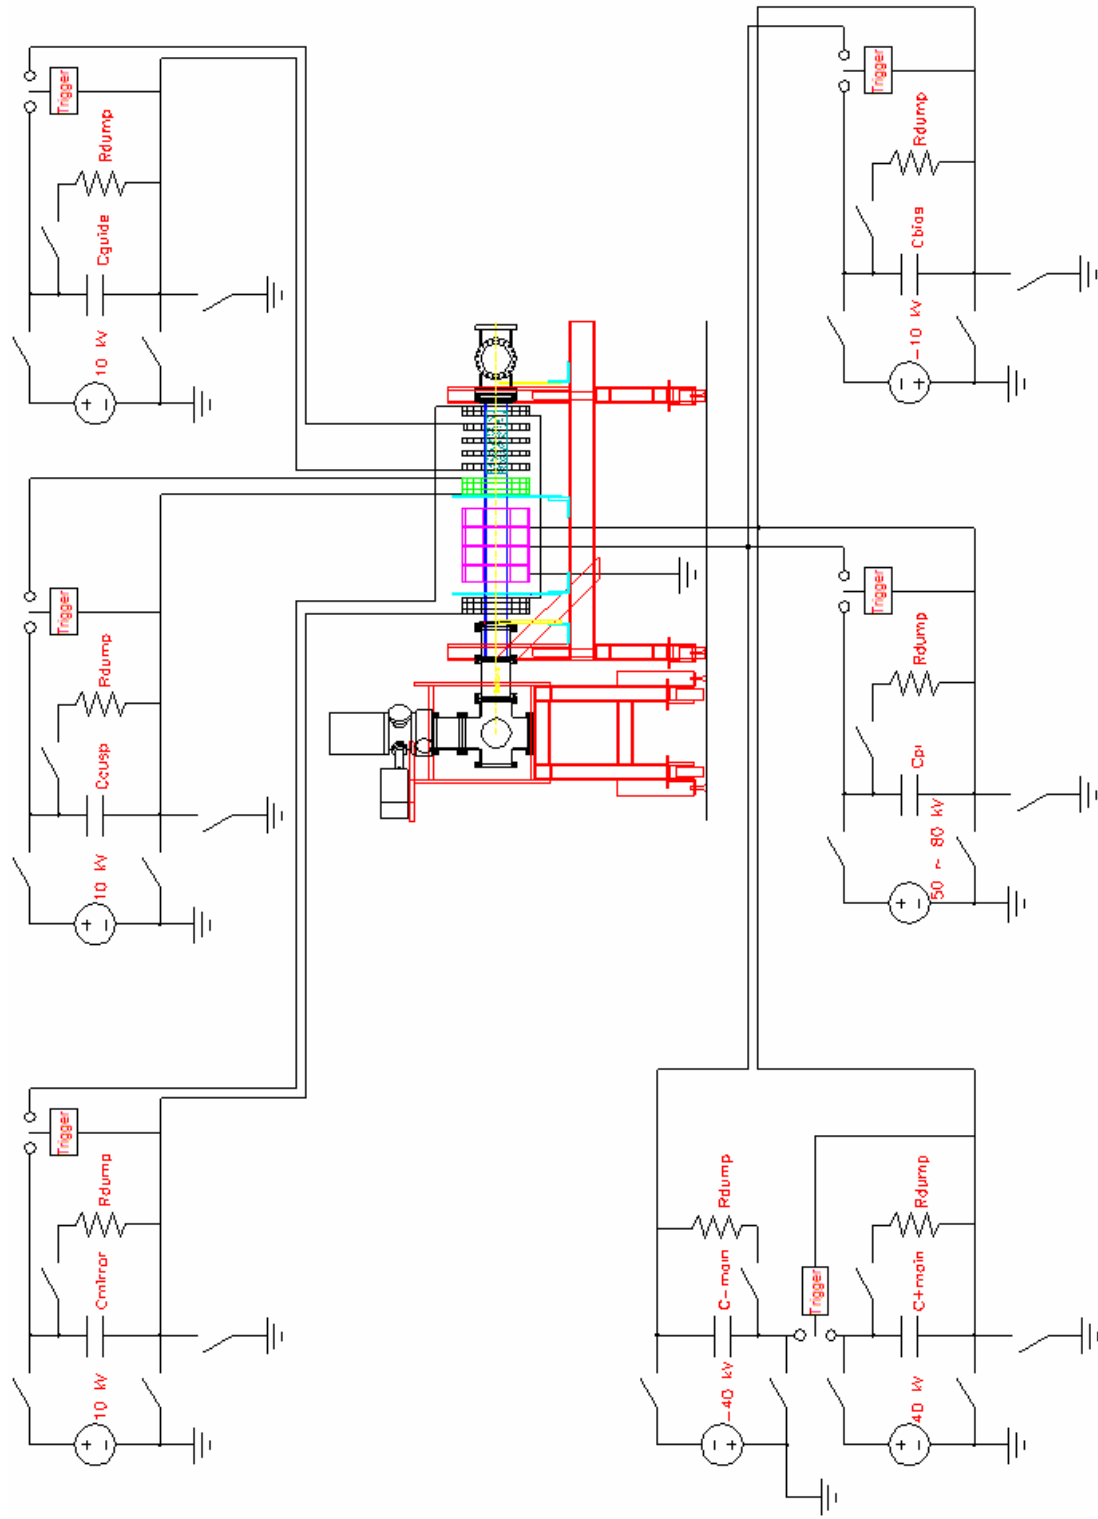 Trigger
Rdump
Cguide
10 kV
Trigger
Rdump
Cbias
-10 kV
Trigger
Rdump
Ccusp
10 kV
Trigger
Rdump
Cpi
50 ~ 80 kV
Trigger
Rdump
Cmirror
10 kV
Rdump
C-main
-40 kV
Trigger
Rdump
C+main
40 kV